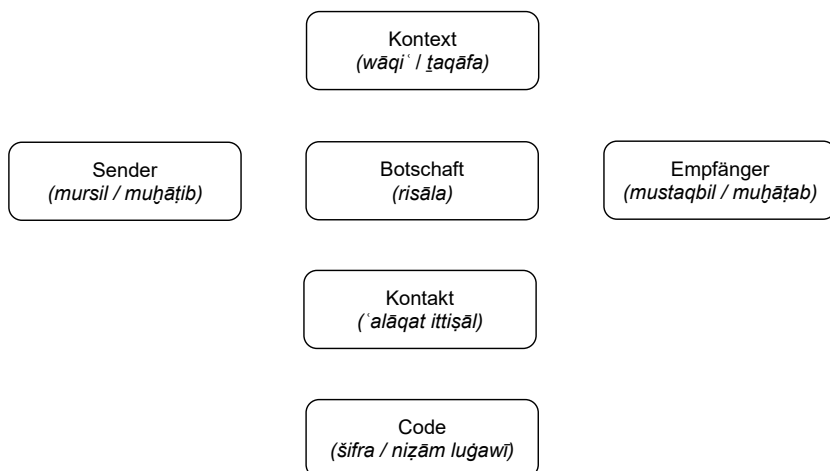 Kontext
(wāqiʿ / ṯaqāfa)
Sender
(mursil / muḫāṭib)
Botschaft
(risāla)
Empfänger
(mustaqbil / muḫāṭab)
Kontakt
(ʿalāqat ittiṣāl)
Code
(šifra / niẓām luġawī)